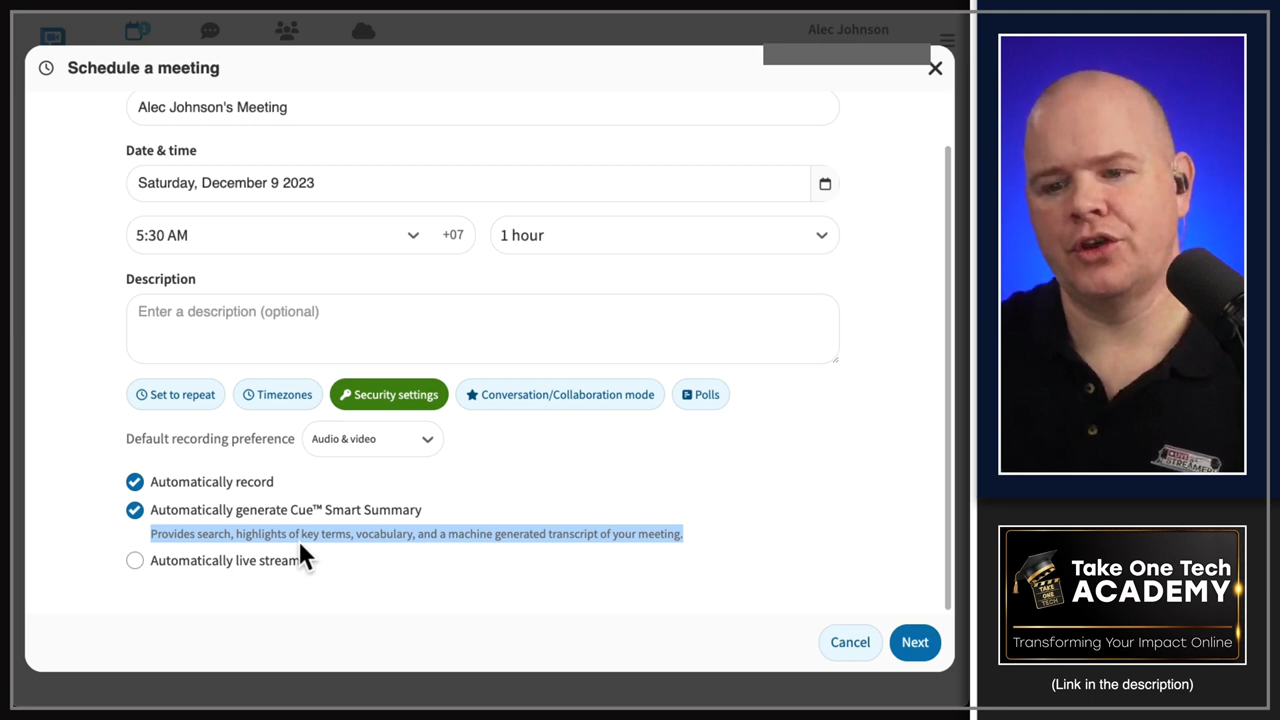 Alec Johnson
Schedule a meeting
Alec Johnson's Meeting
Date & time
Saturday, December 9 2023
5:30 AM
+07
1 hour
Description
Enter a description (optional)
Set to repeat
Timezones
Security settings
Conversation/Collaboration mode
Polls
Default recording preference
Audio & video
Automatically record
Automatically generate Cue™ Smart Summary
Provides search, highlights of key terms, vocabulary, and a machine generated transcript of your meeting.
Automatically live stream
Cancel
Next
STREAMER
TAKE
ONE
TECH
Take One Tech
ACADEMY
Transforming Your Impact Online
(Link in the description)